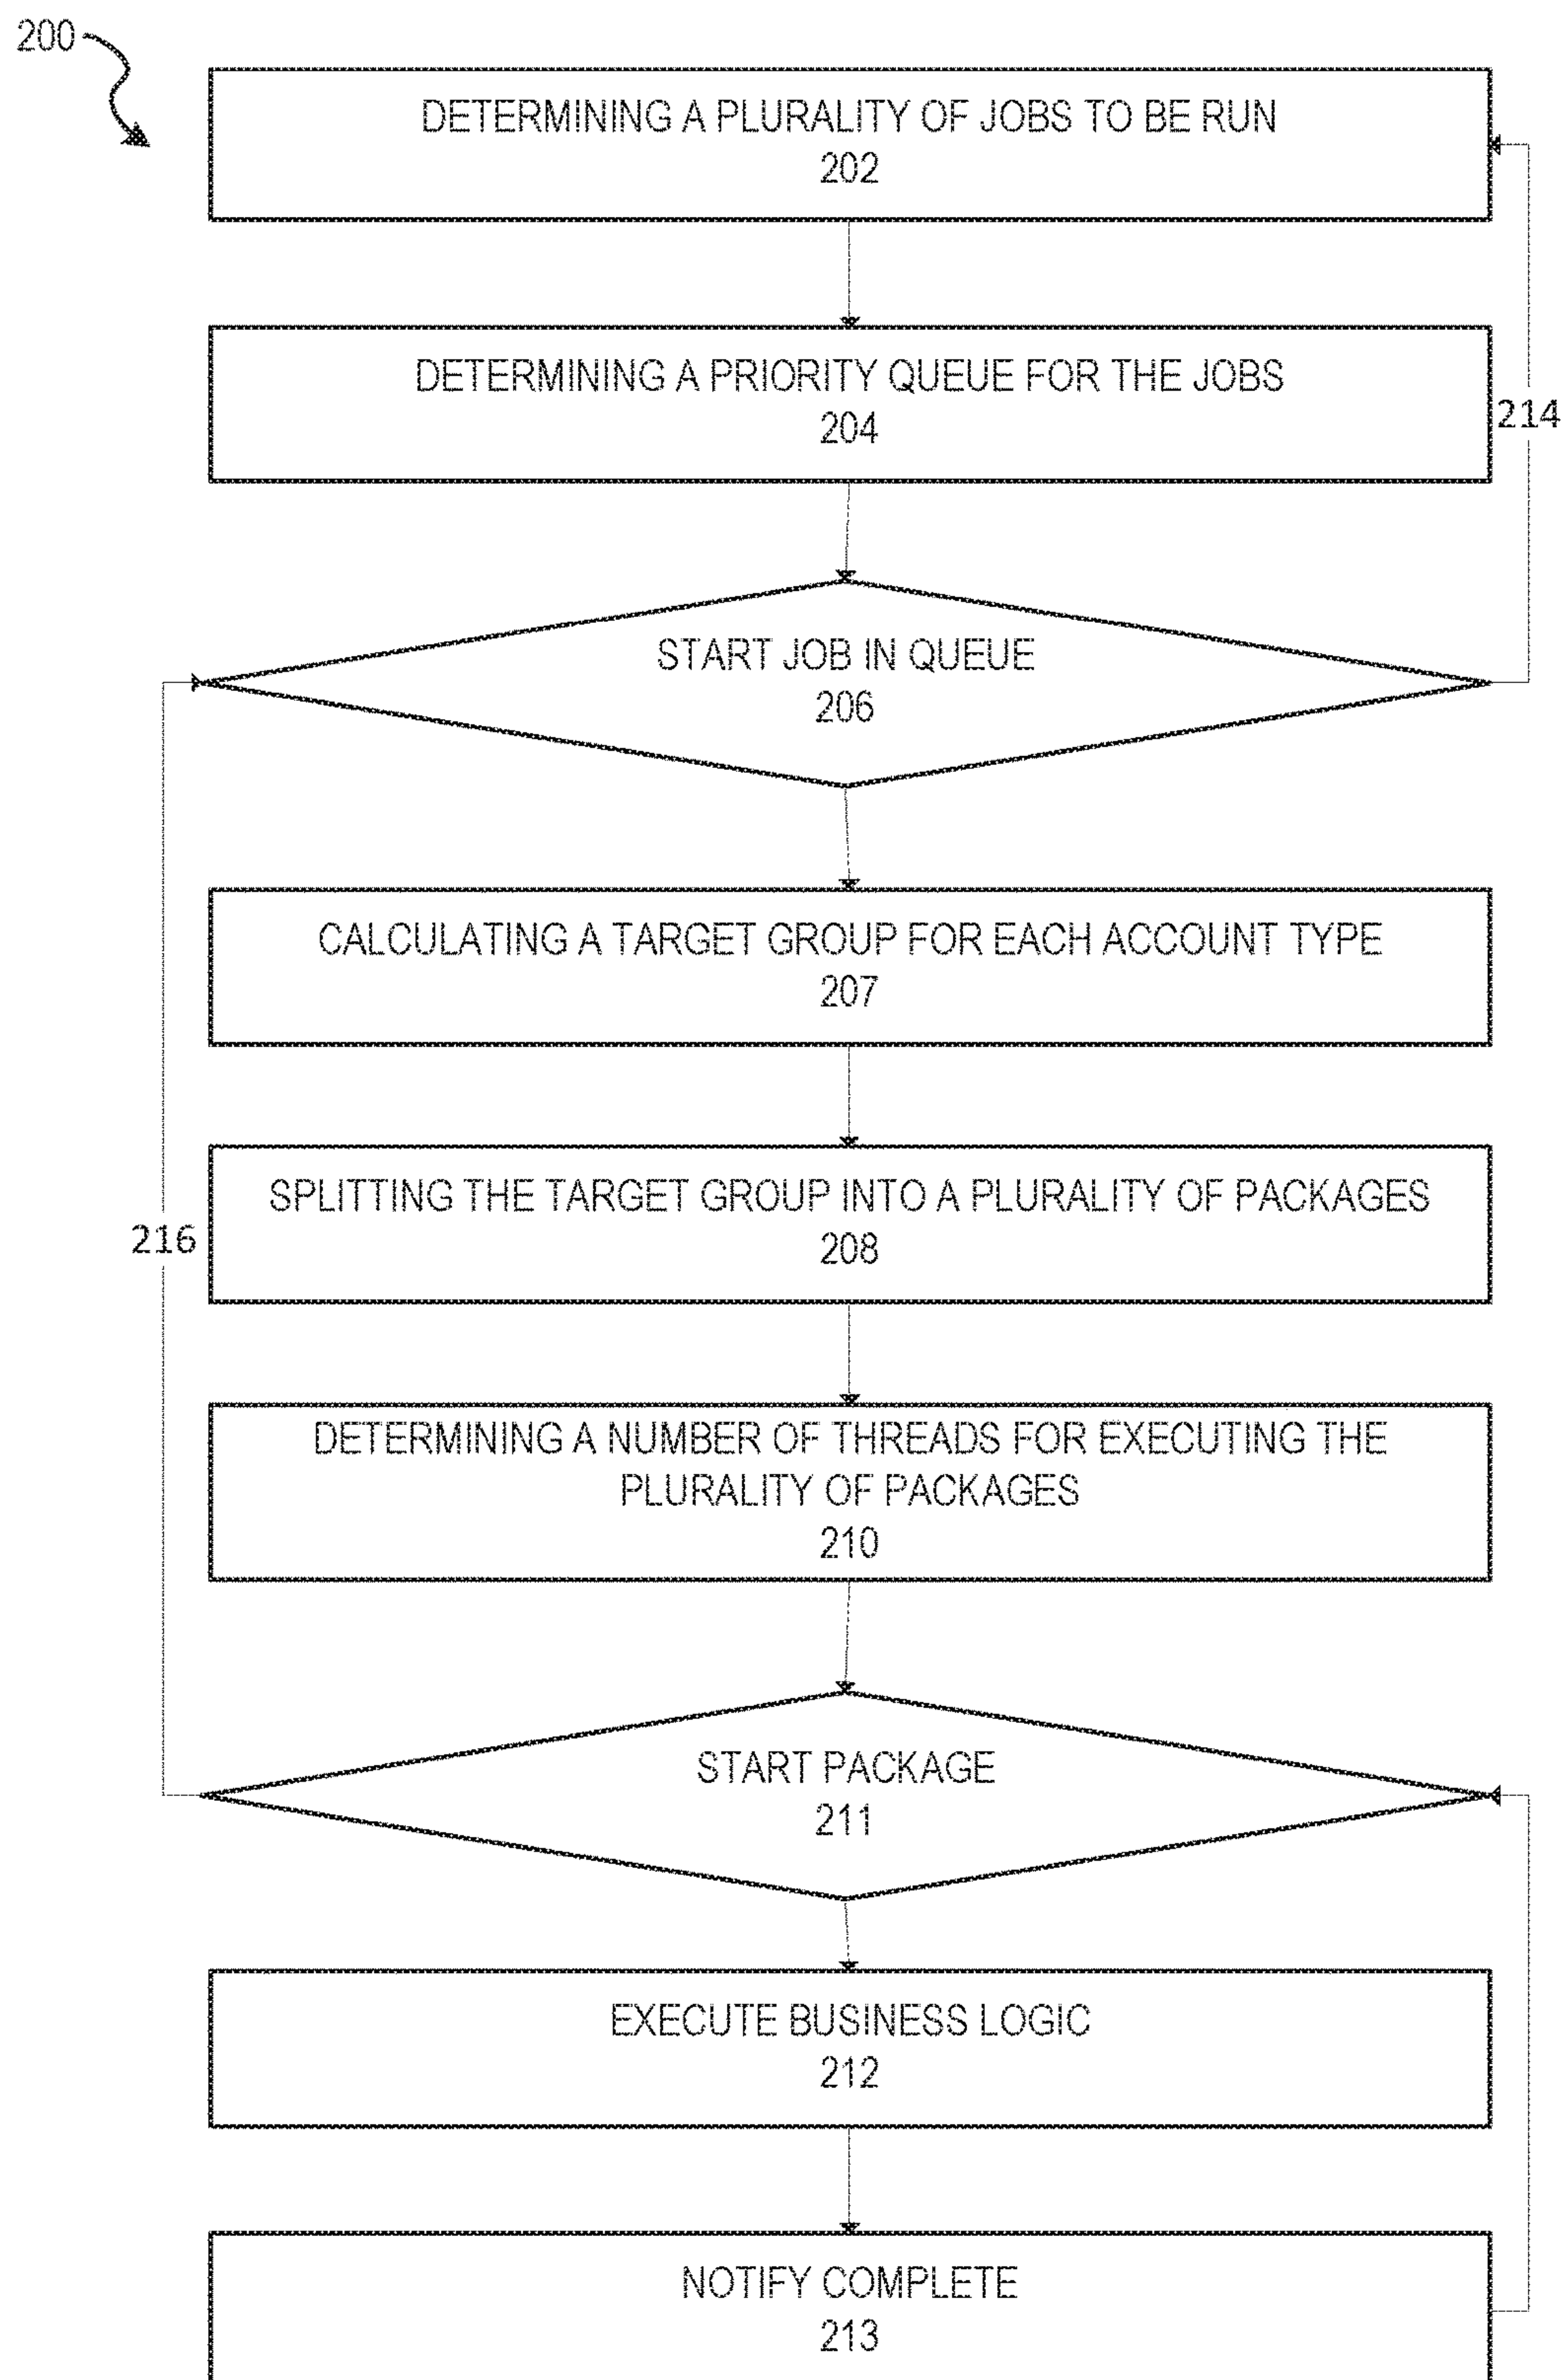 200
DETERMINING A PLURALITY OF JOBS TO BE RUN
202
DETERMINING A PRIORITY QUEUE FOR THE JOBS
204
214
START JOB IN QUEUE
206
CALCULATING A TARGET GROUP FOR EACH ACCOUNT TYPE
207
SPLITTING THE TARGET GROUP INTO A PLURALITY OF PACKAGES
208
216
DETERMINING A NUMBER OF THREADS FOR EXECUTING THE
PLURALITY OF PACKAGES
210
START PACKAGE
211
EXECUTE BUSINESS LOGIC
212
NOTIFY COMPLETE
213